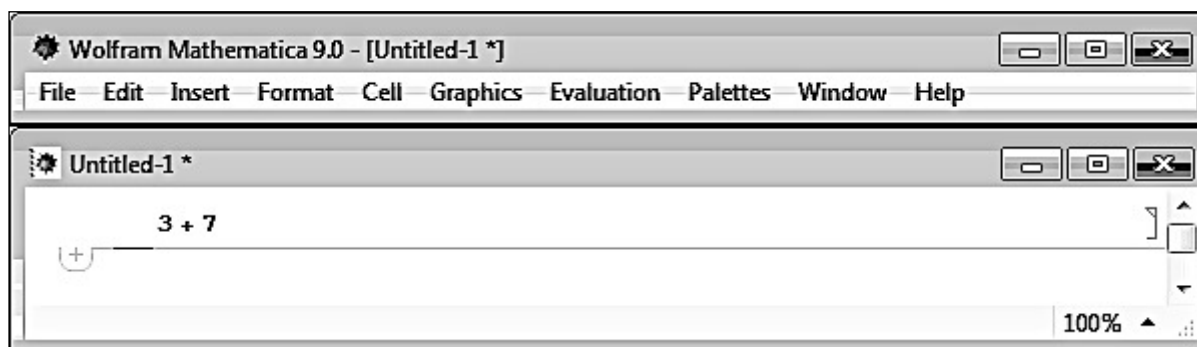 Wolfram Mathematica 9.0 - [Untitled-1 *]
File Edit Insert Format Cell Graphics Evaluation Palettes Window Help
Untitled-1 *
3 + 7
100%